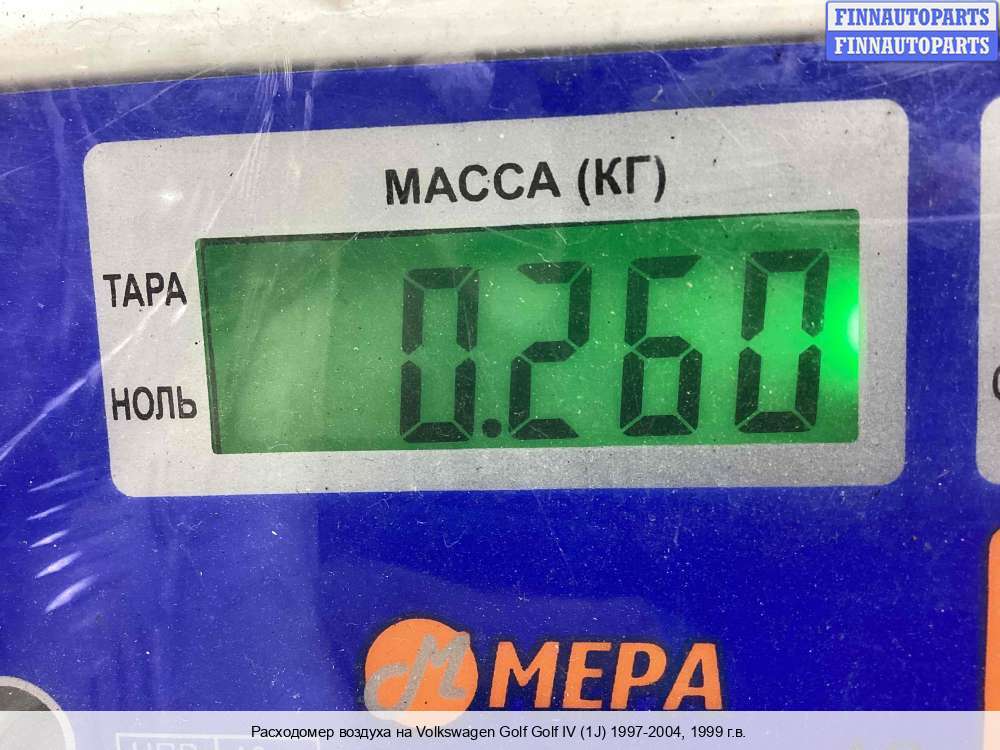 FINNAUTOPARTS
FINNAUTOPARTS
МАССА (КГ)
ТАРА
0.260
НОЛЬ
М МЕРА
Расходомер воздуха на Volkswagen Golf Golf IV (1J) 1997-2004, 1999 г.в.